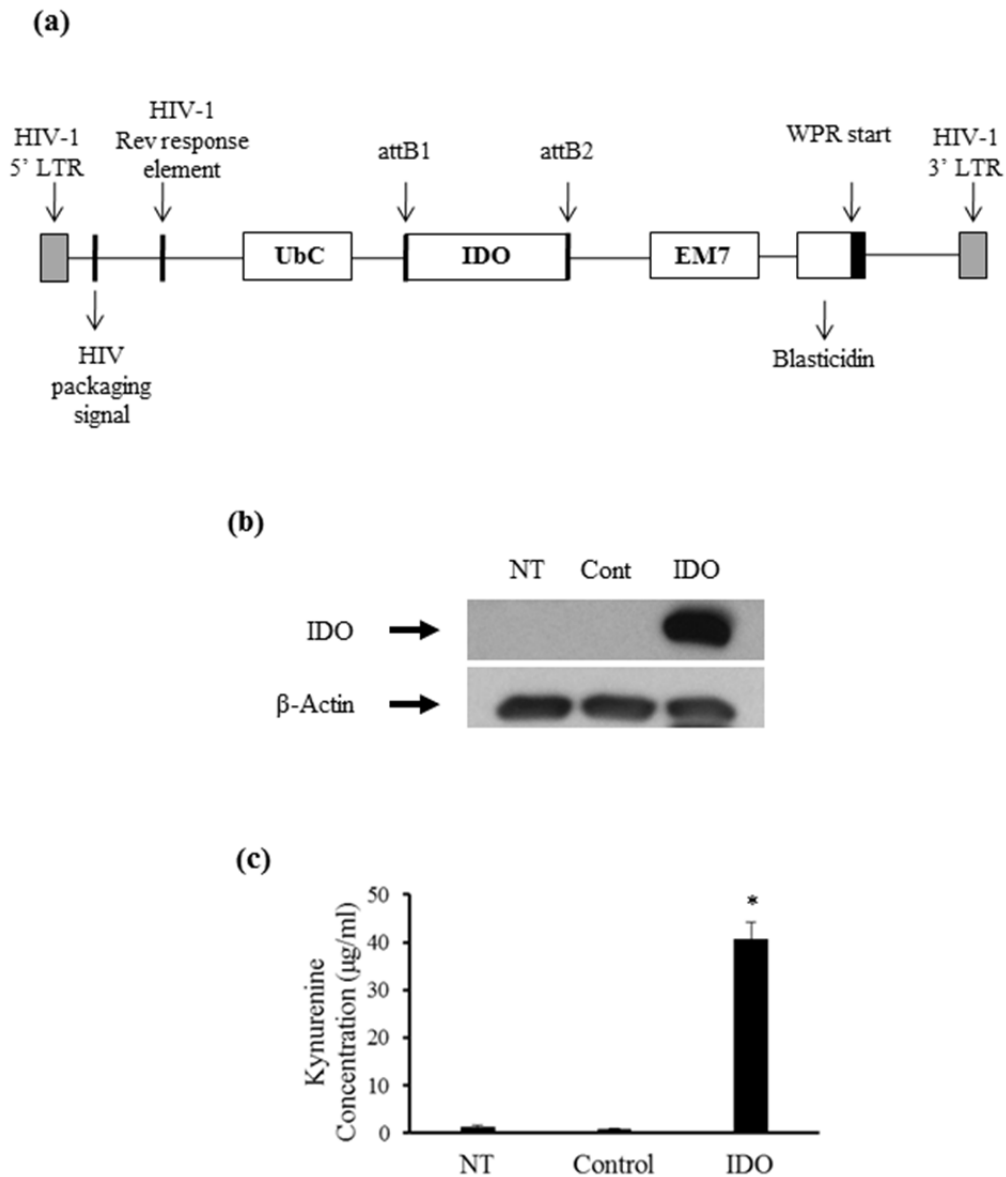 (a)
HIV-1
5’ LTR
HIV-1
Rev response
element
attB1
attB2
WPR start
HIV-1
3’ LTR
UbC
IDO
EM7
HIV
packaging
signal
Blasticidin
(b)
NT Cont IDO
IDO
β-Actin
(c)
Kynurenine
Concentration (μg/ml)
50
40
30
20
10
0
*
NT Control IDO